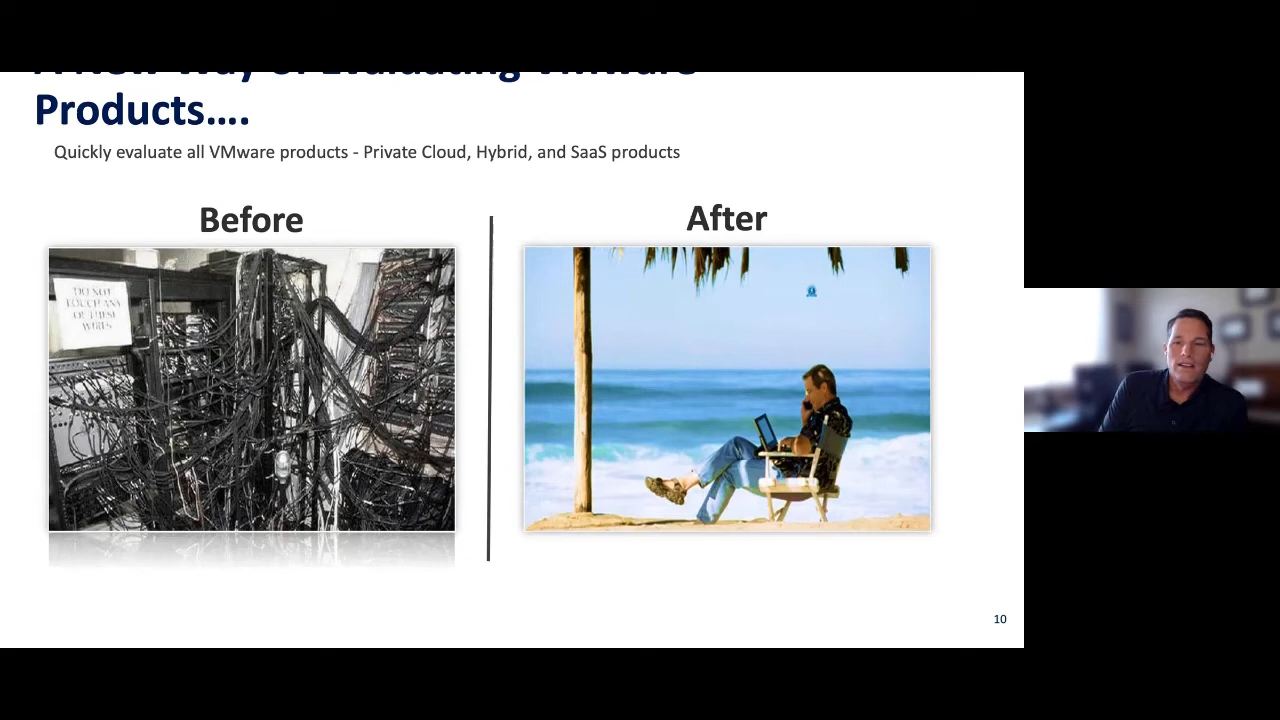 A New Way of Evaluating VMware
Products....
Quickly evaluate all VMware products - Private Cloud, Hybrid, and SaaS products
Before
After
DO NOT
TOUCH ANY
OF THESE
WIRES
10